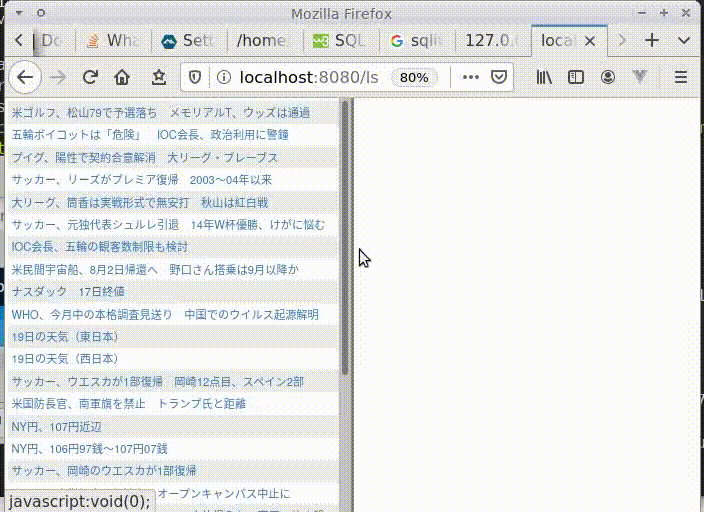 Mozilla Firefox
Do Wha Sett /home. SQL sqli 127.0. local
localhost:8080/ls 80%
米ゴルフ、松山79で予選落ち　メモリアルT、ウッズは通過
五輪ボイコットは「危険」　IOC会長、政治利用に警鐘
プイグ、陽性で契約合意解消　大リーグ・ブレーブス
サッカー、リーズがプレミア復帰　2003～04年以来
大リーグ、筒香は実戦形式で無安打　秋山は紅白戦
サッカー、元独代表シュルレ引退　14年W杯優勝、けがに悩む
IOC会長、五輪の観客数制限も検討
米民間宇宙船、8月2日帰還へ　野口さん搭乗は9月以降か
ナスダック　17日終値
WHO、今月中の本格調査見送り　中国でのウイルス起源解明
19日の天気（東日本）
19日の天気（西日本）
サッカー、ウエスカが1部復帰　岡崎12点目、スペイン2部
米国防長官、南軍旗を禁止　トランプ氏と距離
NY円、107円近辺
NY円、106円97銭～107円07銭
サッカー、岡崎のウエスカが1部復帰
オープンキャンパス中止に
javascript:void(0);